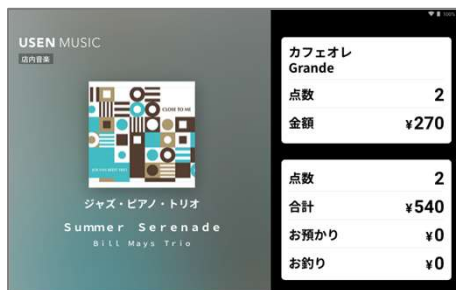 100%
USEN MUSIC
店内音楽
CLOSE TO ME
ジャズ・ピアノ・トリオ
Summer Serenade
Bill Mays Trio
カフェオレ
Grande
点数 2
金額 ¥270
点数 2
合計 ¥540
お預かり ¥0
お釣り ¥0